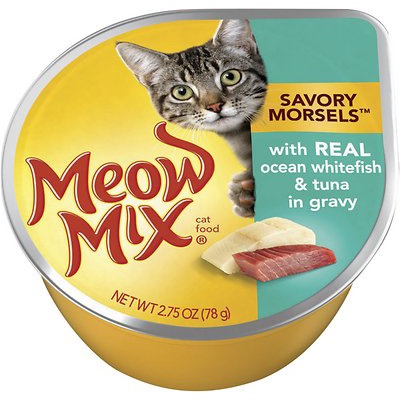 Meow
Mix
cat
food
®
SAVORY
MORSELS™
with REAL
ocean whitefish
& tuna
in gravy
NET WT 2.75 OZ (78 g)